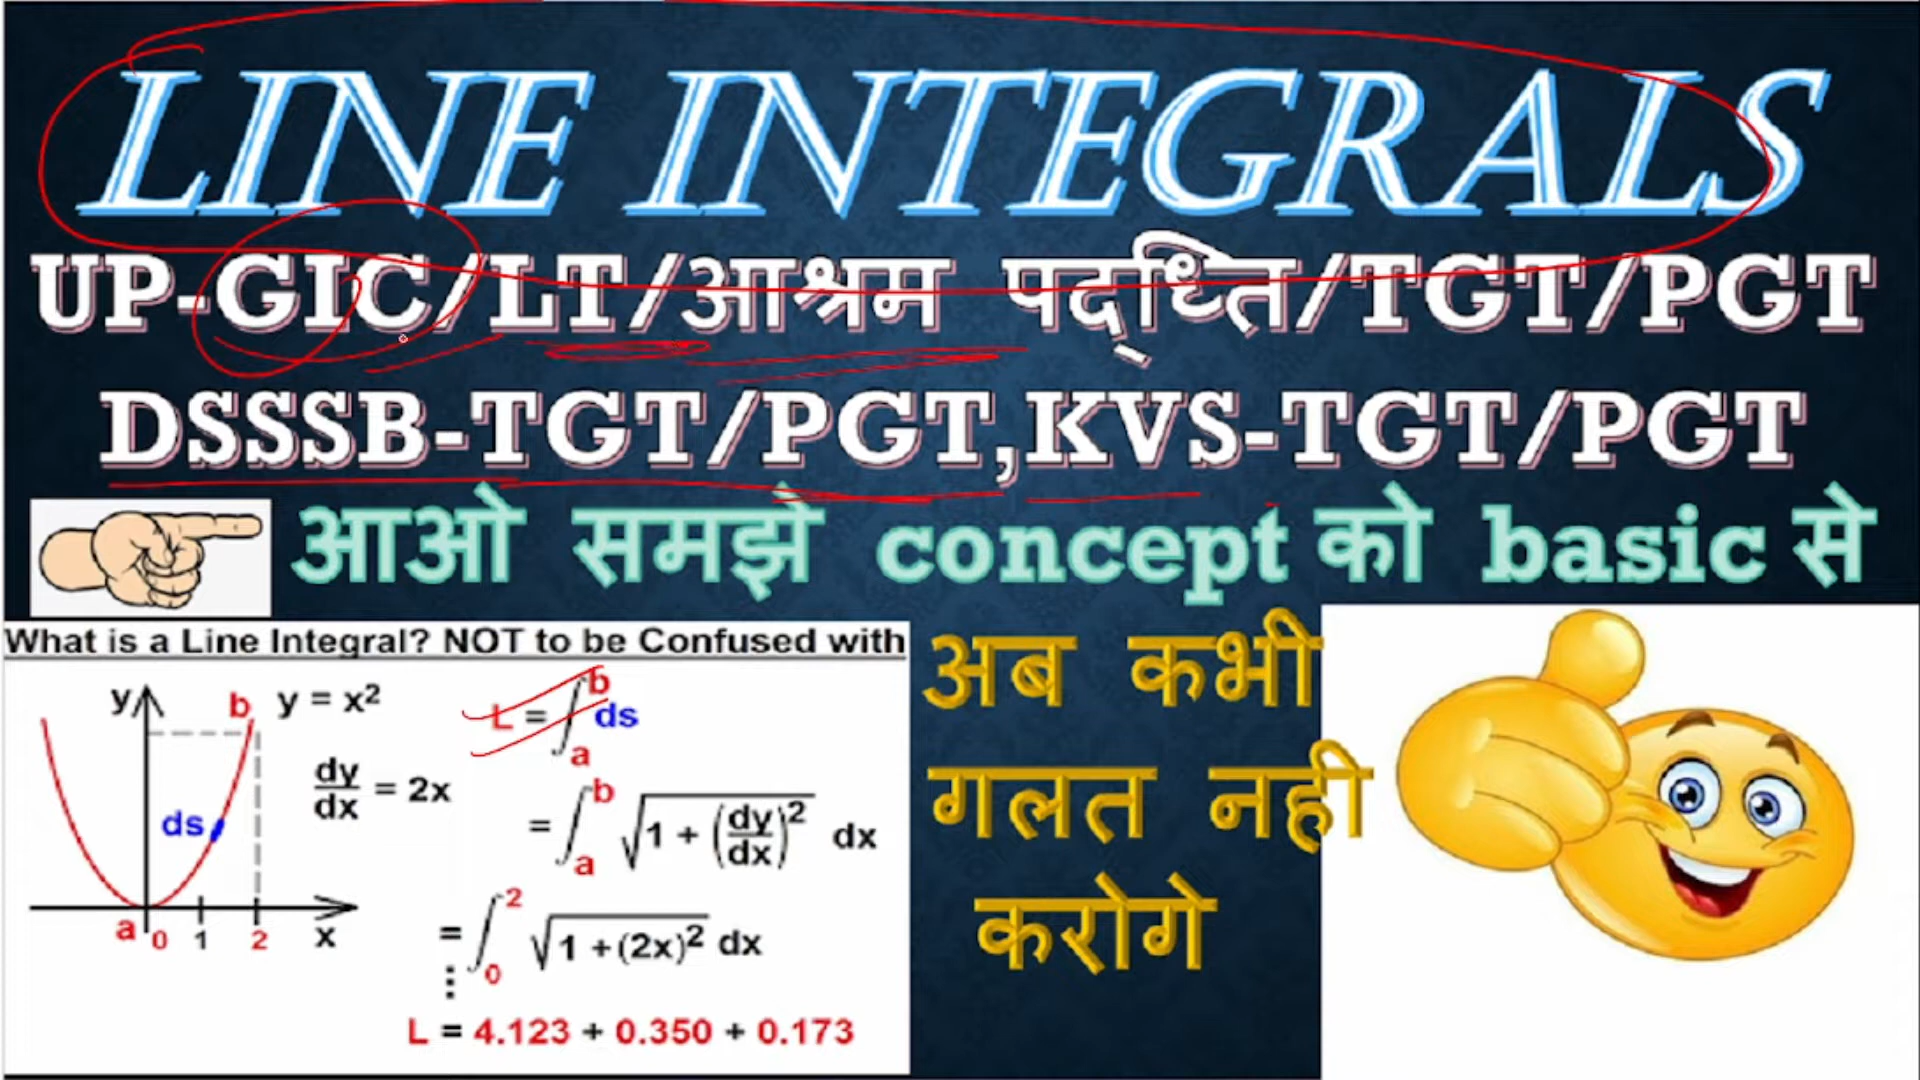 LINE INTEGRALS
UP-GIC/LT/आश्रम पद्ध्ति/TGT/PGT
DSSSB-TGT/PGT,KVS-TGT/PGT
आओ समझे concept को basic से
What is a Line Integral? NOT to be Confused with
y b y = x² L = ∫ₐᵇ ds
dy/dx = 2x
ds = ∫ₐᵇ √(1 + (dy/dx)²) dx
a 0 1 2 x
= ∫₀² √(1 + (2x)²) dx
⋮
L = 4.123 + 0.350 + 0.173
अब कभी
गलत नही
करोगे